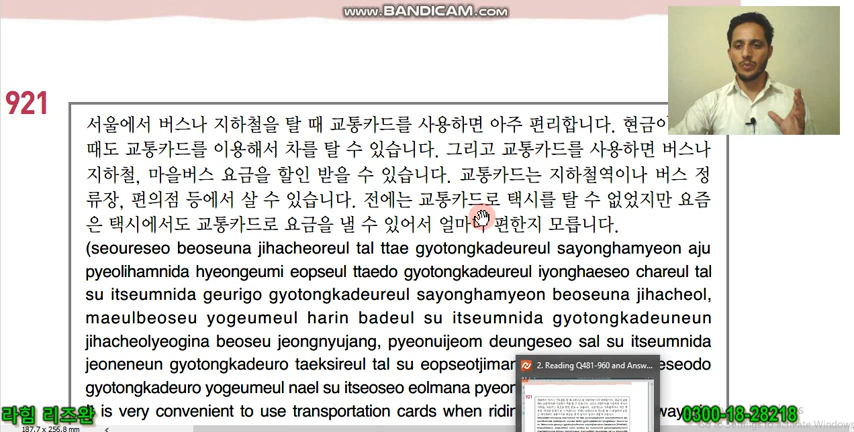 www.BANDICAM.com
921
서울에서 버스나 지하철을 탈 때 교통카드를 사용하면 아주 편리합니다. 현금이
때도 교통카드를 이용해서 차를 탈 수 있습니다. 그리고 교통카드를 사용하면 버스나
지하철, 마을버스 요금을 할인 받을 수 있습니다. 교통카드는 지하철역이나 버스 정
류장, 편의점 등에서 살 수 있습니다. 전에는 교통카드로 택시를 탈 수 없었지만 요즘
은 택시에서도 교통카드로 요금을 낼 수 있어서 얼마나 편한지 모릅니다.
(seoureseo beoseuna jihacheoreul tal ttae gyotongkadeureul sayonghamyeon aju
pyeolihamnida hyeongeumi eopseul ttaedo gyotongkadeureul iyonghaeseo chareul tal
su itseumnida geurigo gyotongkadeureul sayonghamyeon beoseuna jihacheol,
maeulbeoseu yogeumeul harin badeul su itseumnida gyotongkadeuneun
jihacheolyeogina beoseu jeongnyujang, pyeonuijeom deungeseo sal su itseumnida
jeoneneun gyotongkadeuro taeksireul tal su eopseotjiman eseodo
gyotongkadeuro yogeumeul nael su itseoseo eolmana pyeon
is very convenient to use transportation cards when ridin way
2. Reading Q481-960 and Answ...
921
라힘 리즈완
0300-18-28218
Go to Settings to activate Windows
187.7 x 256.8 mm